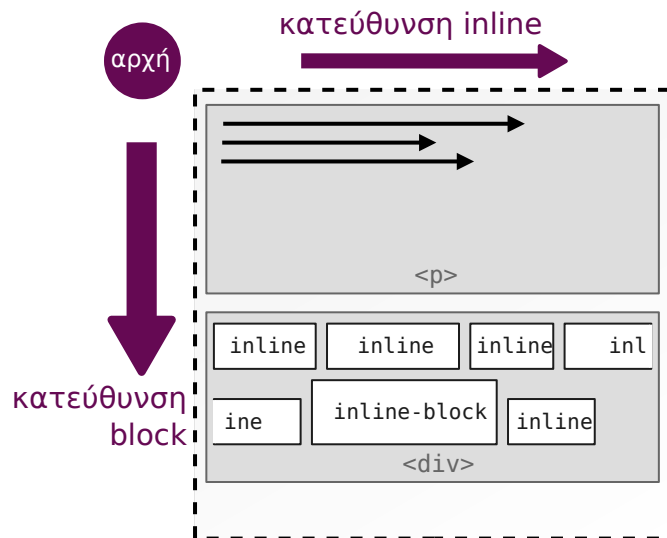 κατεύθυνση inline
αρχή
<p>
inline inline inline inl
ine inline-block inline
<div>
κατεύθυνση
block